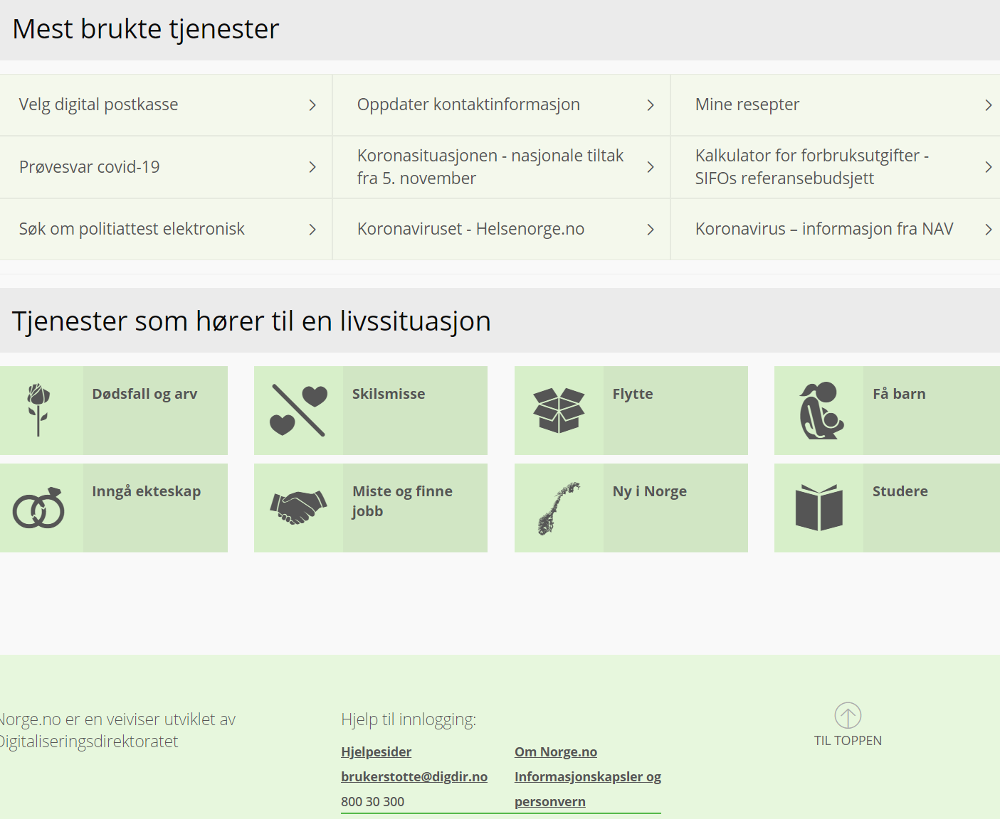 Mest brukte tjenester
Velg digital postkasse
Oppdater kontaktinformasjon
Mine resepter
Prøvesvar covid-19
Koronasituasjonen - nasjonale tiltak
fra 5. november
Kalkulator for forbruksutgifter -
SIFOs referansebudsjett
Søk om politiattest elektronisk
Koronaviruset - Helsenorge.no
Koronavirus – informasjon fra NAV
Tjenester som hører til en livssituasjon
Dødsfall og arv
Skilsmisse
Flytte
Få barn
Inngå ekteskap
Miste og finne
jobb
Ny i Norge
Studere
Norge.no er en veiviser utviklet av
Digitaliseringsdirektoratet
Hjelp til innlogging:
Hjelpesider
brukerstotte@digdir.no
800 30 300
Om Norge.no
Informasjonskapsler og
personvern
TIL TOPPEN